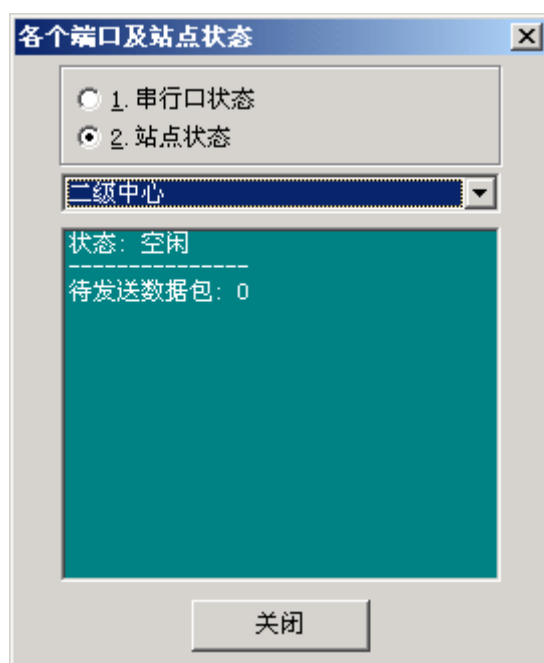 各个端口及站点状态
1. 串行口状态
2. 站点状态
二级中心
状态: 空闲
---------------
待发送数据包: 0
关闭